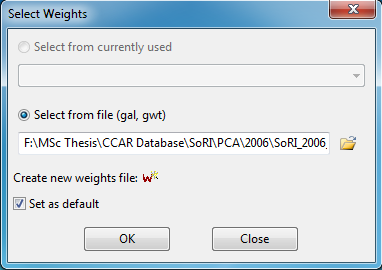 Select Weights
Select from currently used
Select from file (gal, gwt)
F:\MSc Thesis\CCAR Database\SoRI\PCA\2006\SoRI_2006_
Create new weights file:
Set as default
OK Close